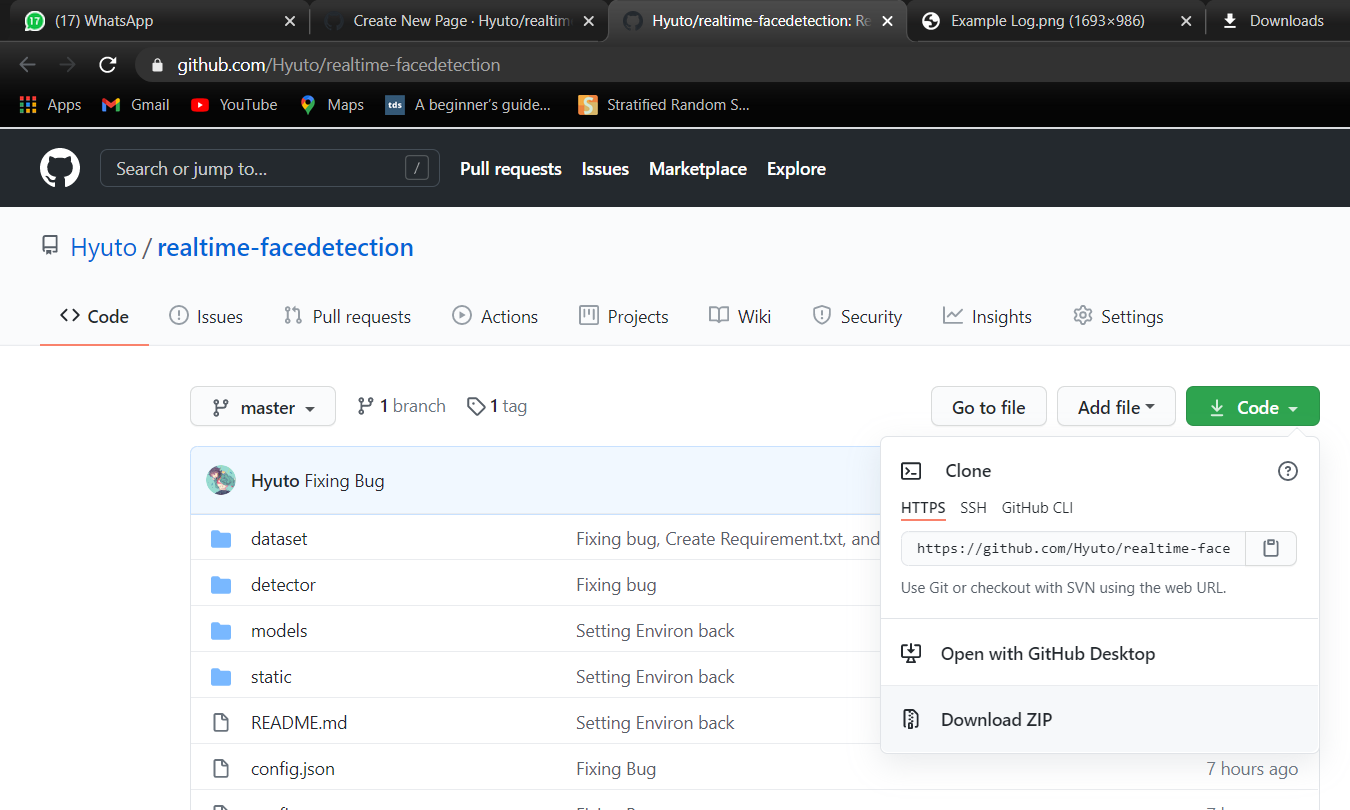 17 (17) WhatsApp
Create New Page · Hyuto/realtim
Hyuto/realtime-facedetection: Re
Example Log.png (1693×986)
Downloads
github.com/Hyuto/realtime-facedetection
Apps
Gmail
YouTube
Maps
tds A beginner's guide...
S Stratified Random S...
Search or jump to... /
Pull requests
Issues
Marketplace
Explore
Hyuto / realtime-facedetection
Code
Issues
Pull requests
Actions
Projects
Wiki
Security
Insights
Settings
master
1 branch
1 tag
Go to file
Add file
Code
Hyuto Fixing Bug
Clone
HTTPS SSH GitHub CLI
https://github.com/Hyuto/realtime-face
Use Git or checkout with SVN using the web URL.
Open with GitHub Desktop
Download ZIP
dataset Fixing bug, Create Requirement.txt, and
detector Fixing bug
models Setting Environ back
static Setting Environ back
README.md Setting Environ back
config.json Fixing Bug 7 hours ago